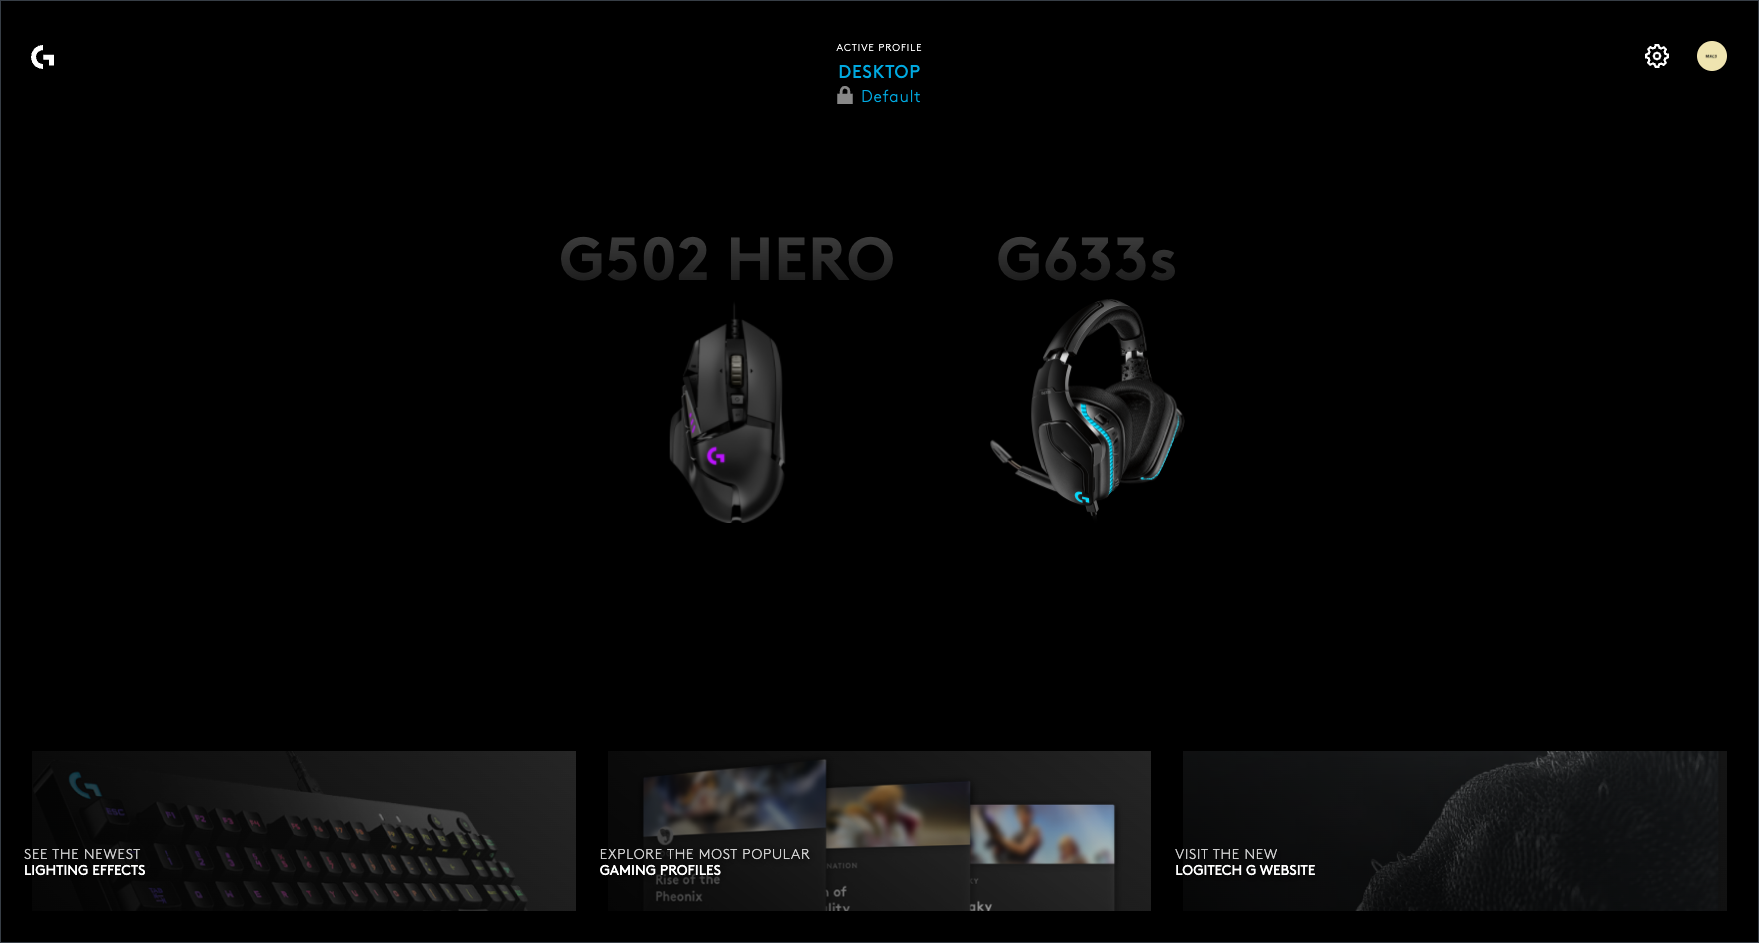 ACTIVE PROFILE
DESKTOP
Default
G502 HERO
G633s
SEE THE NEWEST
LIGHTING EFFECTS
EXPLORE THE MOST POPULAR
GAMING PROFILES
Rise of the
Pheonix
VISIT THE NEW
LOGITECH G WEBSITE